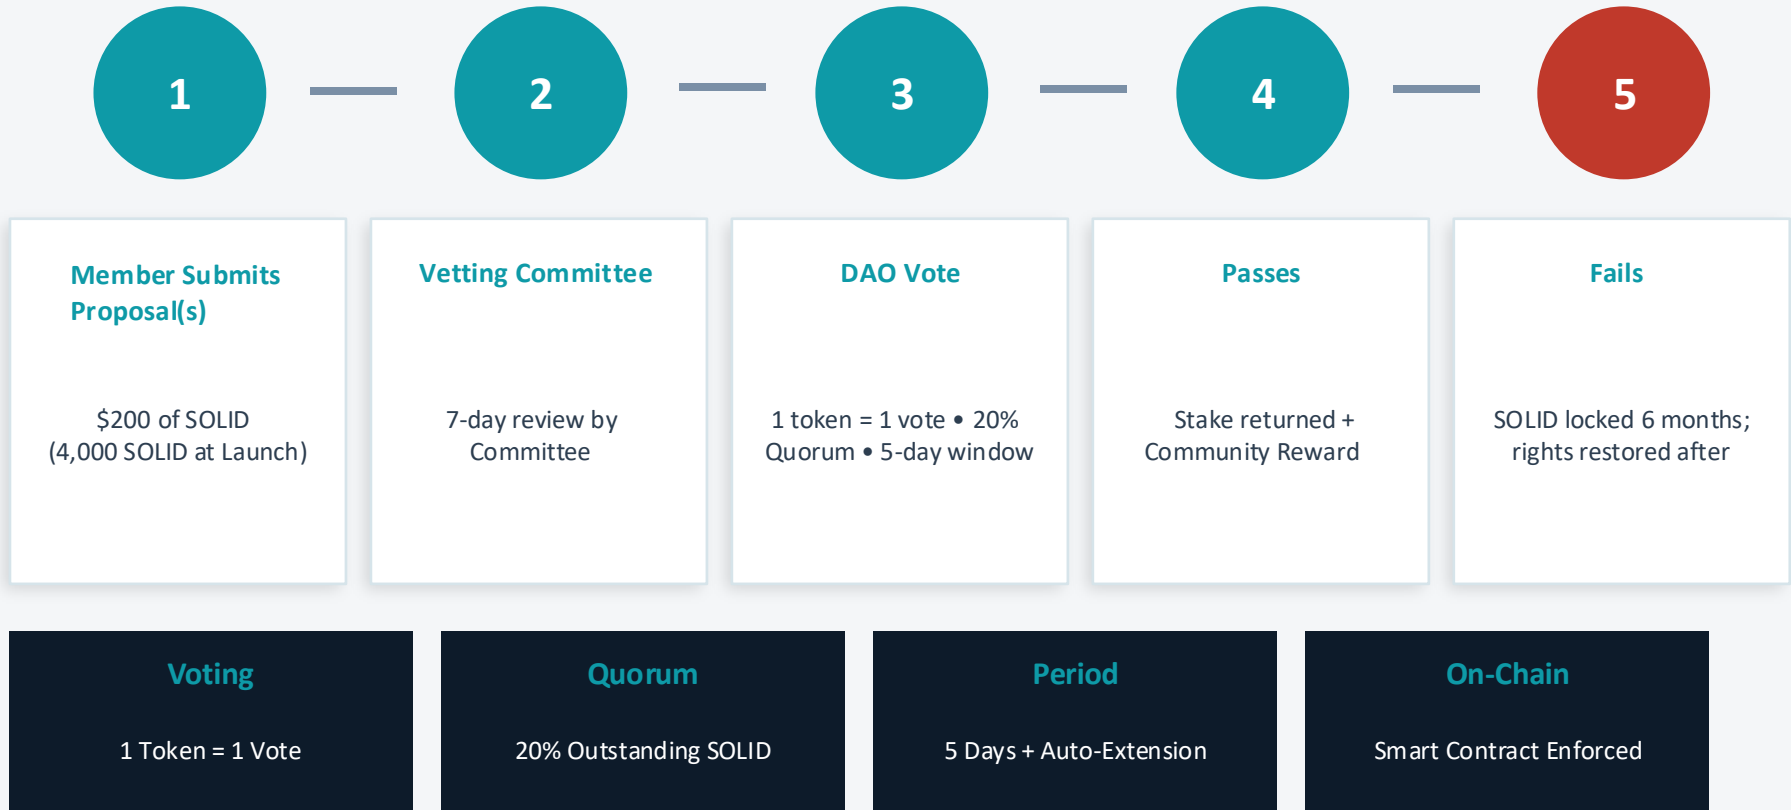 1
2
3
4
5
Member Submits
Proposal(s)
$200 of SOLID
(4,000 SOLID at Launch)
Vetting Committee
7-day review by
Committee
DAO Vote
1 token = 1 vote • 20%
Quorum • 5-day window
Passes
Stake returned +
Community Reward
Fails
SOLID locked 6 months;
rights restored after
Voting
1 Token = 1 Vote
Quorum
20% Outstanding SOLID
Period
5 Days + Auto-Extension
On-Chain
Smart Contract Enforced